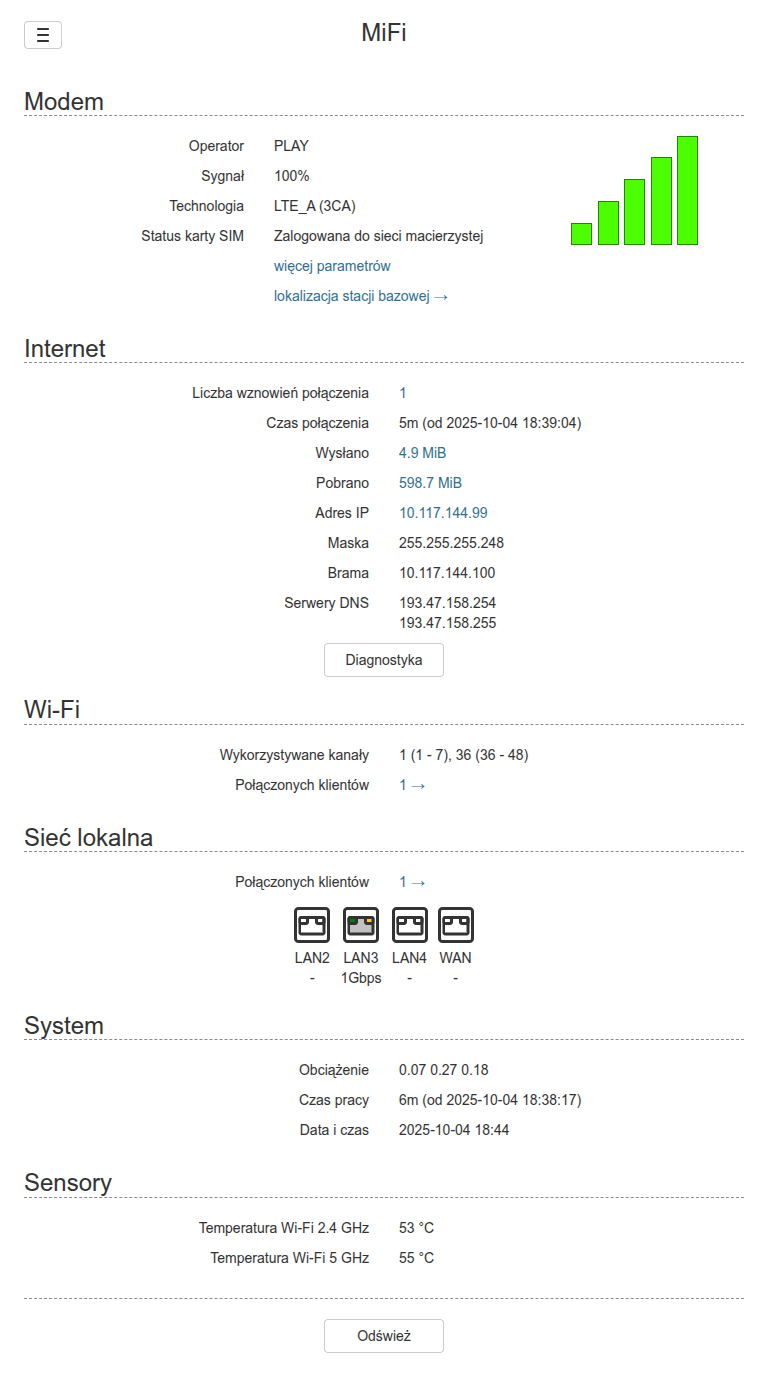 MiFi
Modem
Operator PLAY
Sygnał 100%
Technologia LTE_A (3CA)
Status karty SIM Zalogowana do sieci macierzystej
więcej parametrów
lokalizacja stacji bazowej →
Internet
Liczba wznowień połączenia 1
Czas połączenia 5m (od 2025-10-04 18:39:04)
Wysłano 4.9 MiB
Pobrano 598.7 MiB
Adres IP 10.117.144.99
Maska 255.255.255.248
Brama 10.117.144.100
Serwery DNS 193.47.158.254
193.47.158.255
Diagnostyka
Wi-Fi
Wykorzystywane kanały 1 (1 - 7), 36 (36 - 48)
Połączonych klientów 1 →
Sieć lokalna
Połączonych klientów 1 →
LAN2 LAN3 LAN4 WAN
- 1Gbps - -
System
Obciążenie 0.07 0.27 0.18
Czas pracy 6m (od 2025-10-04 18:38:17)
Data i czas 2025-10-04 18:44
Sensory
Temperatura Wi-Fi 2.4 GHz 53 °C
Temperatura Wi-Fi 5 GHz 55 °C
Odśwież